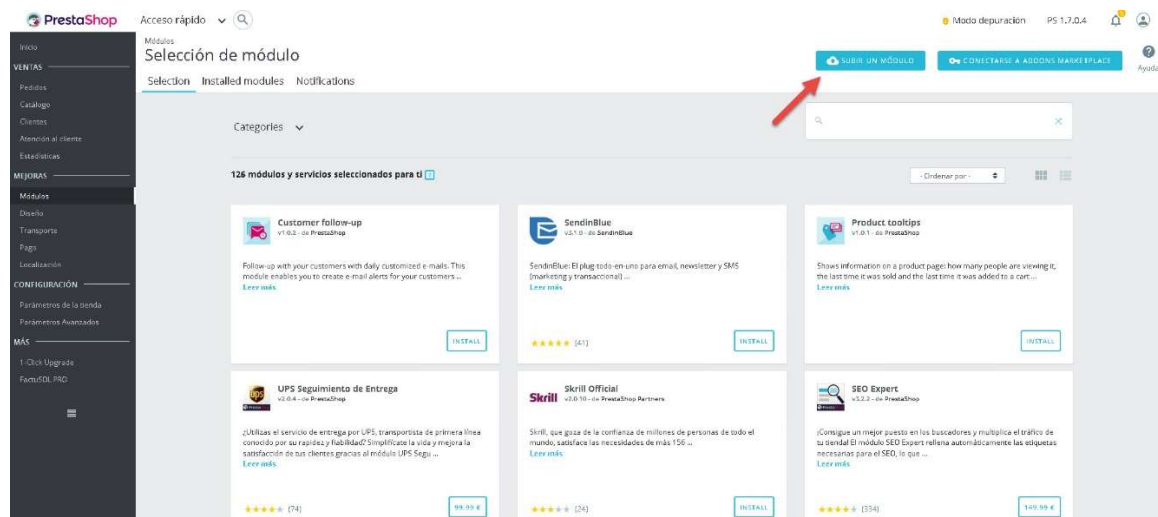 PrestaShop
Acceso rápido
Modo depuración
PS 1.7.0.4
Inicio
VENTAS
Pedidos
Catálogo
Clientes
Atención al cliente
Estadísticas
MEJORAS
Módulos
Diseño
Transporte
Pago
Localización
CONFIGURACIÓN
Parámetros de la tienda
Parámetros Avanzados
MÁS
1-Click Upgrade
FactuSOL PRO
Módulos
Selección de módulo
SUBIR UN MÓDULO
CONECTARSE A ADDONS MARKETPLACE
Ayuda
Selection Installed modules Notifications
Categories
126 módulos y servicios seleccionados para ti
- Ordenar por -
Customer follow-up
v1.0.2 - de PrestaShop
Follow-up with your customers with daily customized e-mails. This
module enables you to create e-mail alerts for your customers ...
Leer más
INSTALL
SendinBlue
- de SendinBlue
SendinBlue: El plug-todo-en-uno para email, newsletter y SMS
(marketing y transaccional) ...
Leer más
(41)
INSTALL
Product tooltips
v1.0.1 - de PrestaShop
Shows information on a product page: how many people are viewing it,
the last time it was sold and the last time it was added to a cart ...
Leer más
INSTALL
ups
UPS Seguimiento de Entrega
v2.0.4 - de PrestaShop
¿Utilizas el servicio de entrega por UPS, transportista de primera línea
conocido por su rapidez y fiabilidad? Simplifícate la vida y mejora la
satisfacción de tus clientes gracias al módulo UPS Segu ...
Leer más
(74)
99.99 €
Skrill
Skrill Official
v2.0.10 - de PrestaShop Partners
Skrill, que goza de la confianza de millones de personas de todo el
mundo, satisface las necesidades de más 156 ...
Leer más
(24)
INSTALL
SEO Expert
- de PrestaShop
¡Consigue un mejor puesto en los buscadores y multiplica el tráfico de
tu tienda! El módulo SEO Expert rellena automáticamente las etiquetas
necesarias para el SEO, lo que ...
Leer más
(334)
149.99 €